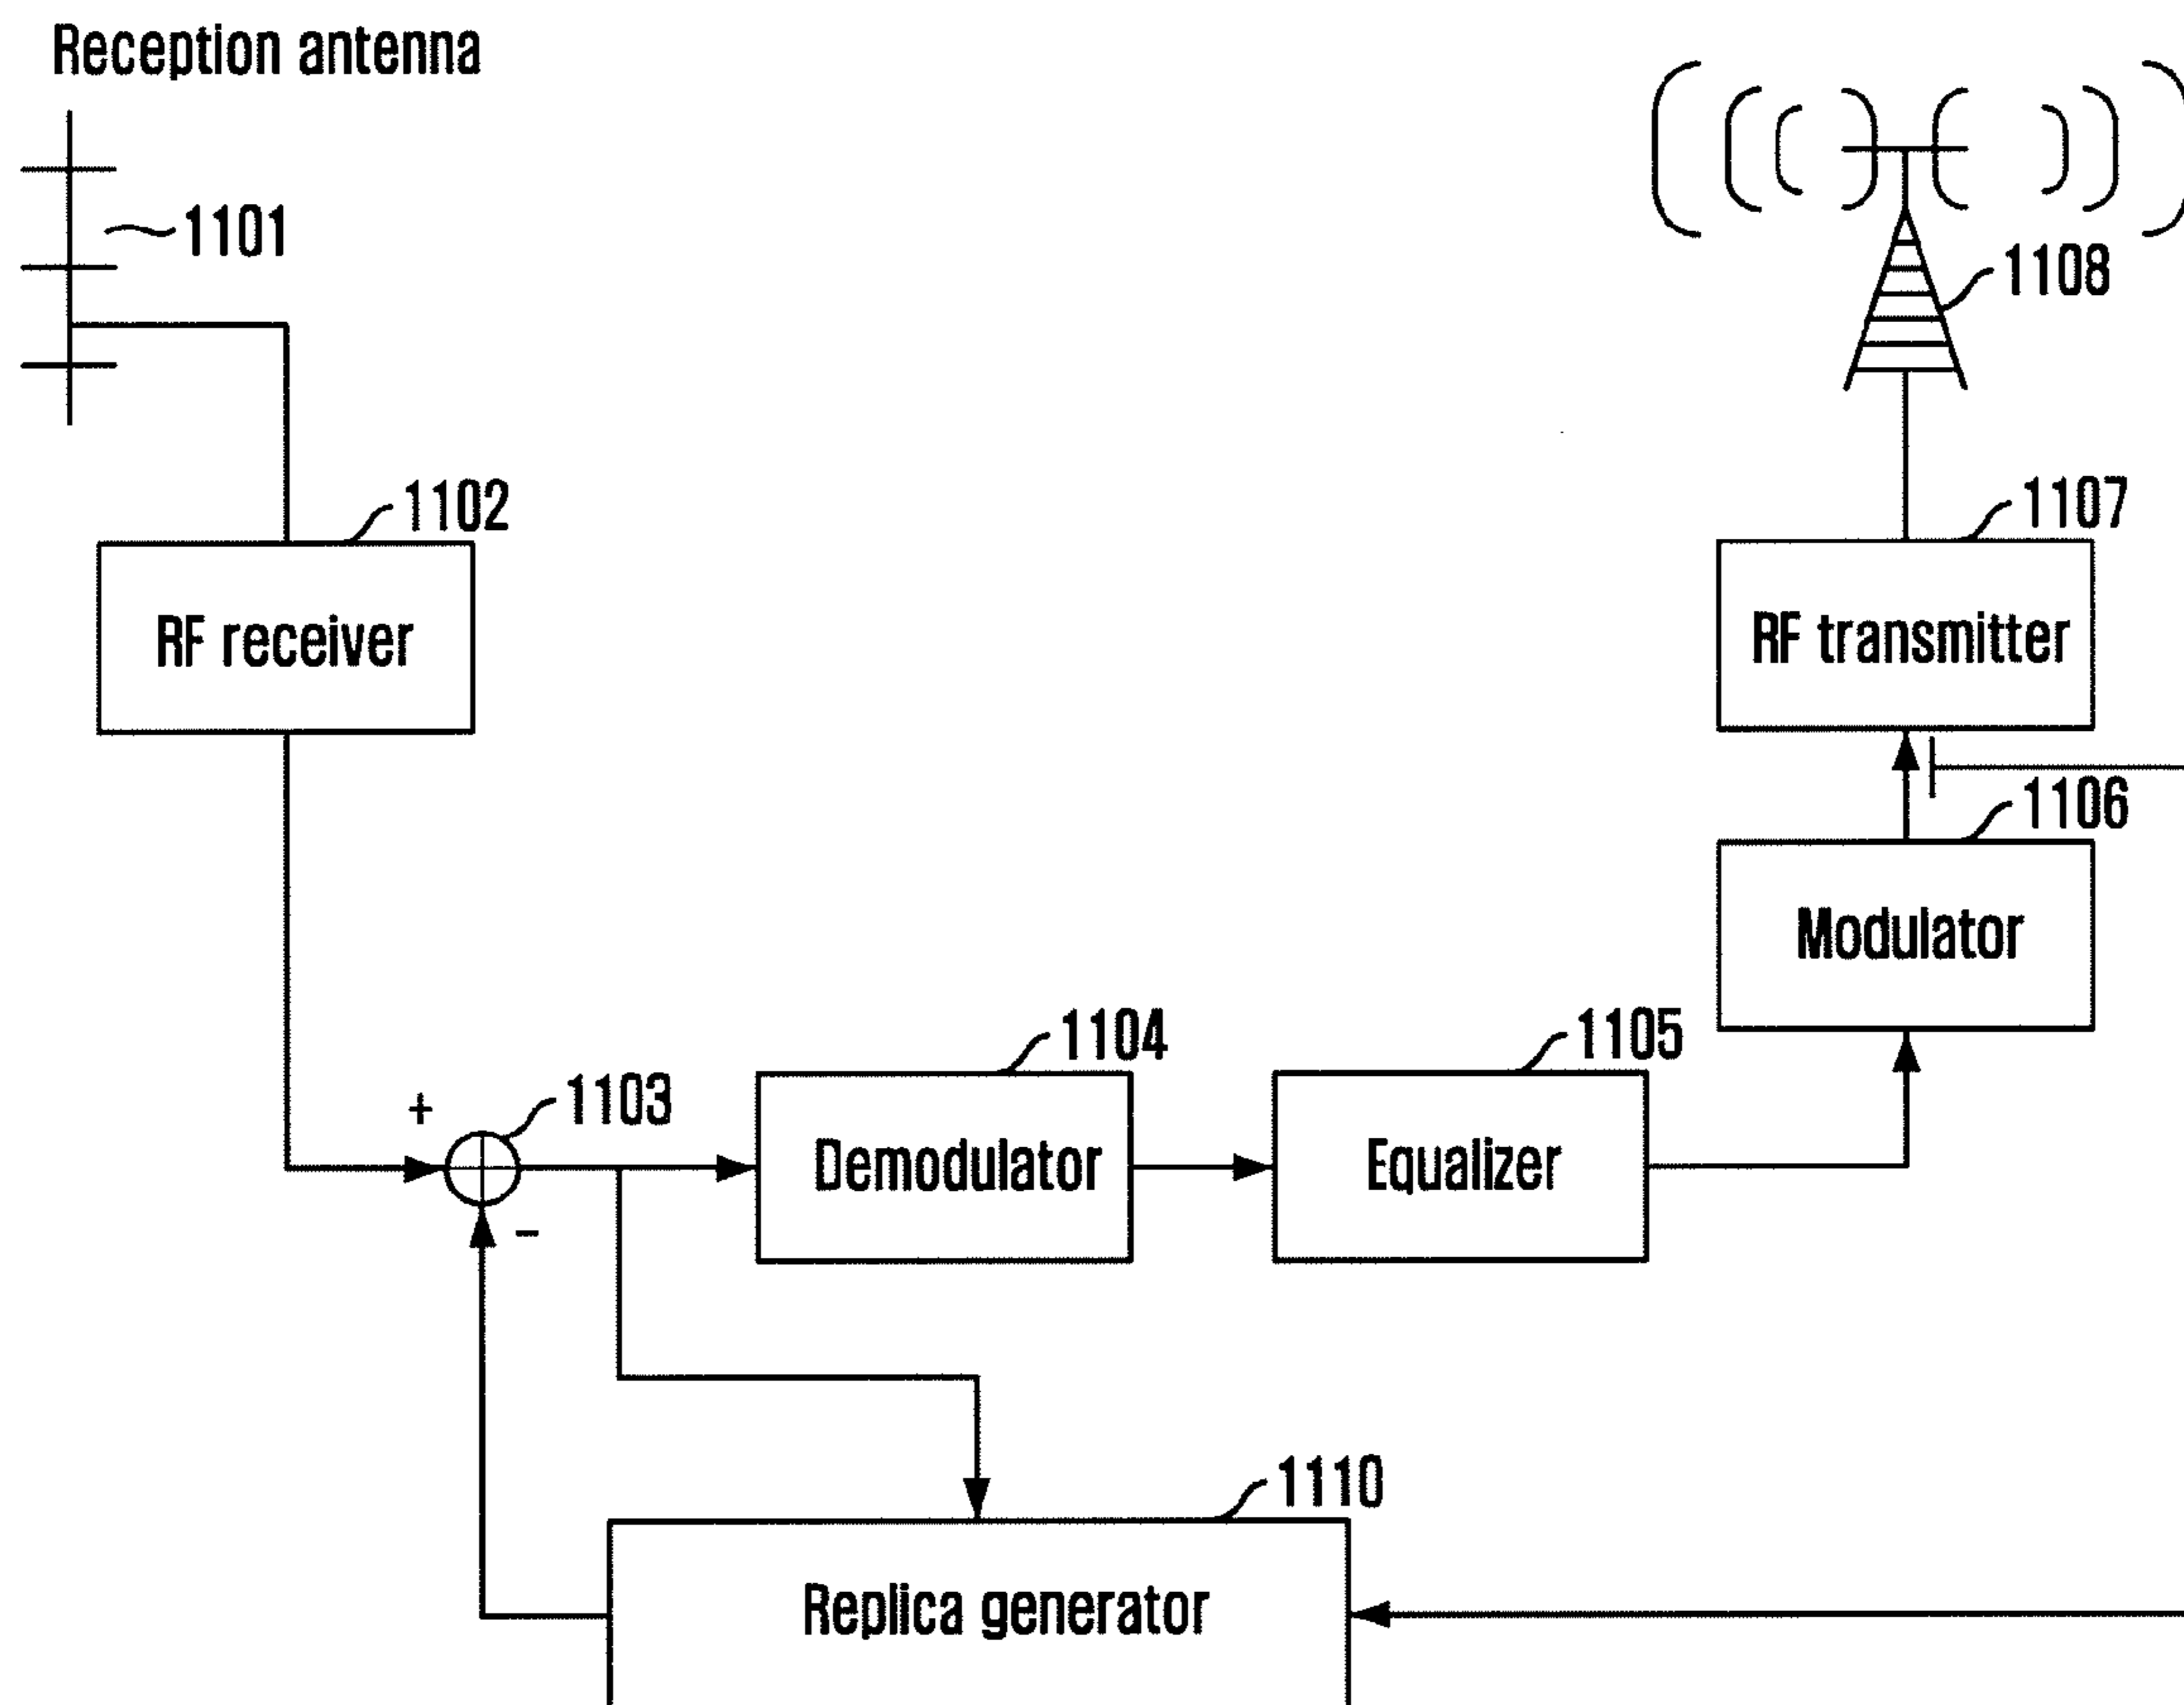 Reception antenna
1101
1108
1102
1107
RF receiver
RF transmitter
1106
Modulator
1104
1105
+
1103
Demodulator
Equalizer
-
1110
Replica generator